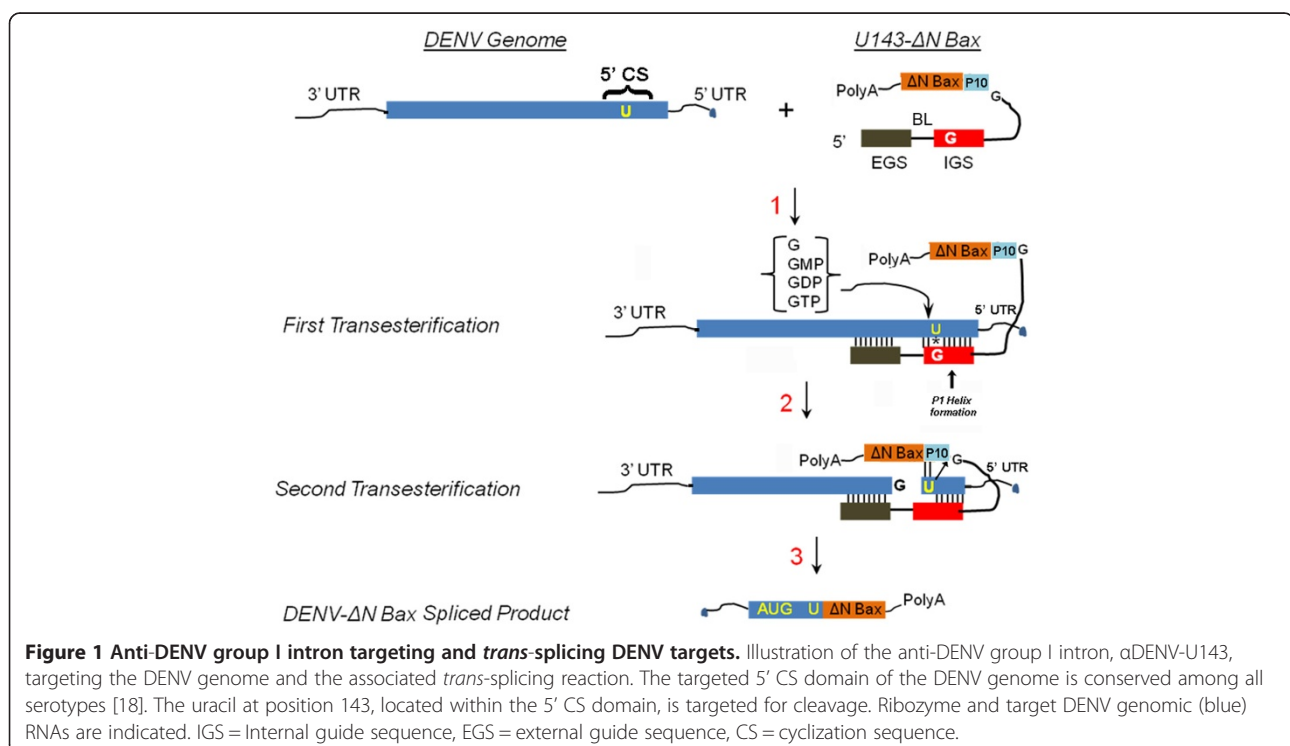 DENV Genome
U143-ΔN Bax
5' CS
3' UTR
5' UTR
U
+
PolyA
ΔN Bax
P10
G
BL
5'
G
EGS
IGS
1
G
GMP
GDP
GTP
PolyA
ΔN Bax
P10
G
First Transesterification
3' UTR
5' UTR
U
*
G
P1 Helix
formation
2
PolyA
ΔN Bax
P10
G
Second Transesterification
3' UTR
G
U
5' UTR
3
DENV-ΔN Bax Spliced Product
AUG U
ΔN Bax
PolyA
Figure 1 Anti-DENV group I intron targeting and trans-splicing DENV targets. Illustration of the anti-DENV group I intron, αDENV-U143,
targeting the DENV genome and the associated trans-splicing reaction. The targeted 5' CS domain of the DENV genome is conserved among all
serotypes [18]. The uracil at position 143, located within the 5' CS domain, is targeted for cleavage. Ribozyme and target DENV genomic (blue)
RNAs are indicated. IGS = Internal guide sequence, EGS = external guide sequence, CS = cyclization sequence.